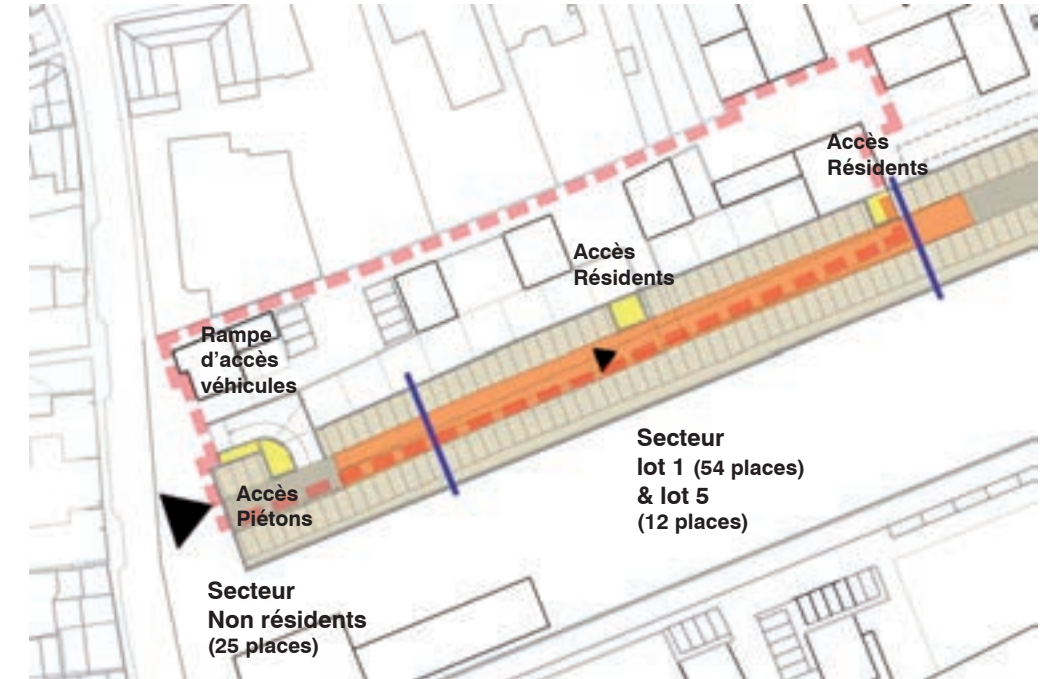 Accès
Résidents
Accès
Résidents
Rampe
d'accès
véhicules
Accès
Piétons
Secteur
lot 1 (54 places)
& lot 5
(12 places)
Secteur
Non résidents
(25 places)